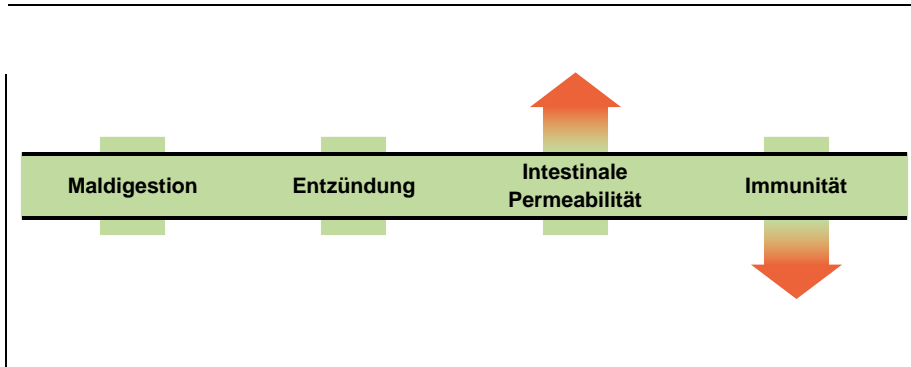 Maldigestion
Entzündung
Intestinale
Permeabilität
Immunität